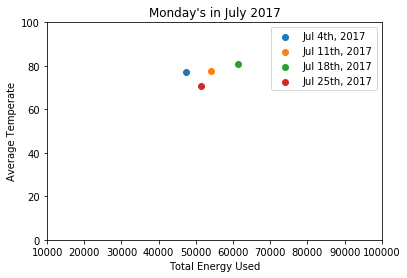 Monday's in July 2017
Jul 4th, 2017
Jul 11th, 2017
Jul 18th, 2017
Jul 25th, 2017
100
80
60
40
20
0
Average Temperate
10000 20000 30000 40000 50000 60000 70000 80000 90000 100000
Total Energy Used